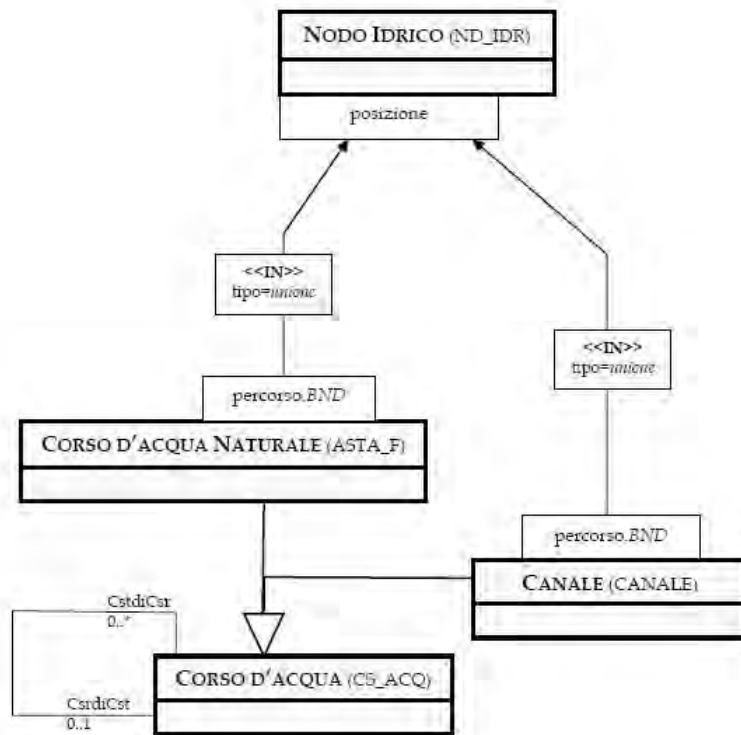 NODO IDRICO (ND_IDR)
posizione
<<IN>>
tipo=unione
<<IN>>
tipo=unione
percorso.BND
CORSO D'ACQUA NATURALE (ASTA_F)
percorso.BND
CANALE (CANALE)
CstdiCsr
0..*
CORSO D'ACQUA (CS_ACQ)
CsrdiCst
0..1